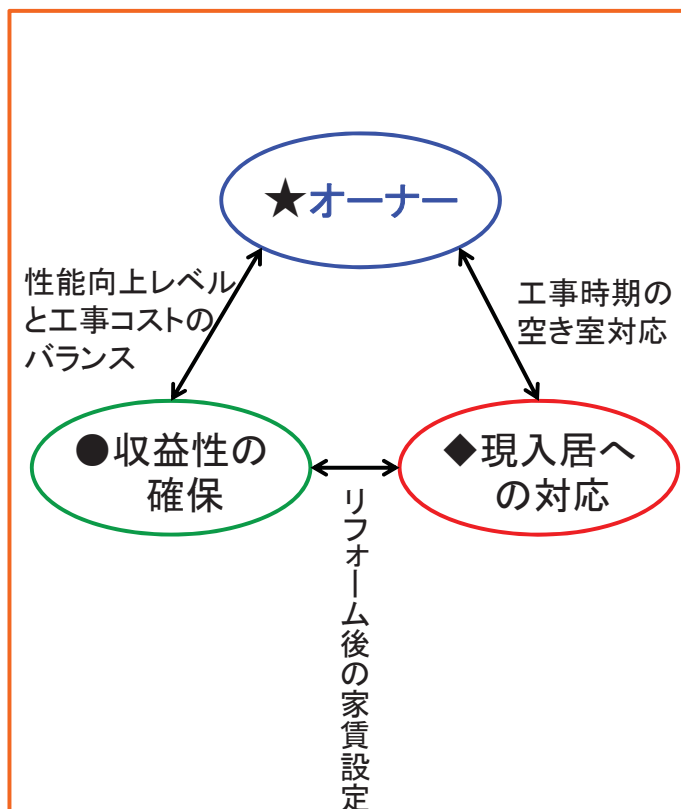 ★オーナー
性能向上レベル
と工事コストの
バランス
工事時期の
空き室対応
●収益性の
確保
◆現入居へ
の対応
リフォーム後の家賃設定